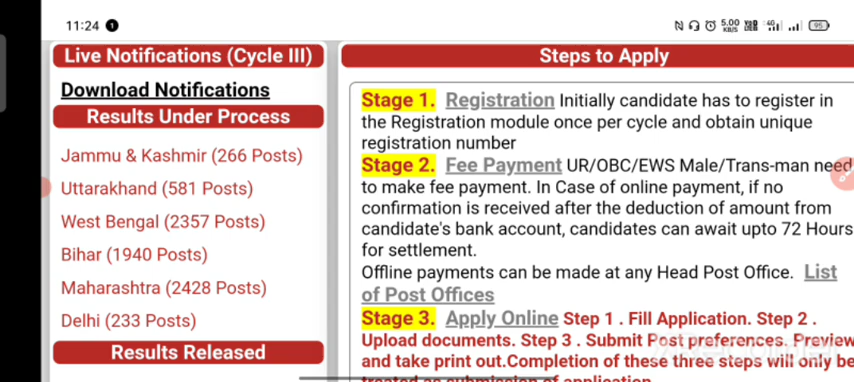 11:24 1 5.00 KB/S 4G 95
Live Notifications (Cycle III)
Download Notifications
Results Under Process
Jammu & Kashmir (266 Posts)
Uttarakhand (581 Posts)
West Bengal (2357 Posts)
Bihar (1940 Posts)
Maharashtra (2428 Posts)
Delhi (233 Posts)
Results Released
Steps to Apply
Stage 1. Registration Initially candidate has to register in
the Registration module once per cycle and obtain unique
registration number
Stage 2. Fee Payment UR/OBC/EWS Male/Trans-man need
to make fee payment. In Case of online payment, if no
confirmation is received after the deduction of amount from
candidate's bank account, candidates can await upto 72 Hours
for settlement.
Offline payments can be made at any Head Post Office. List
of Post Offices
Stage 3. Apply Online Step 1 . Fill Application. Step 2 .
Upload documents. Step 3 . Submit Post preferences. Preview
and take print out.Completion of these three steps will only be
treated as submission of application